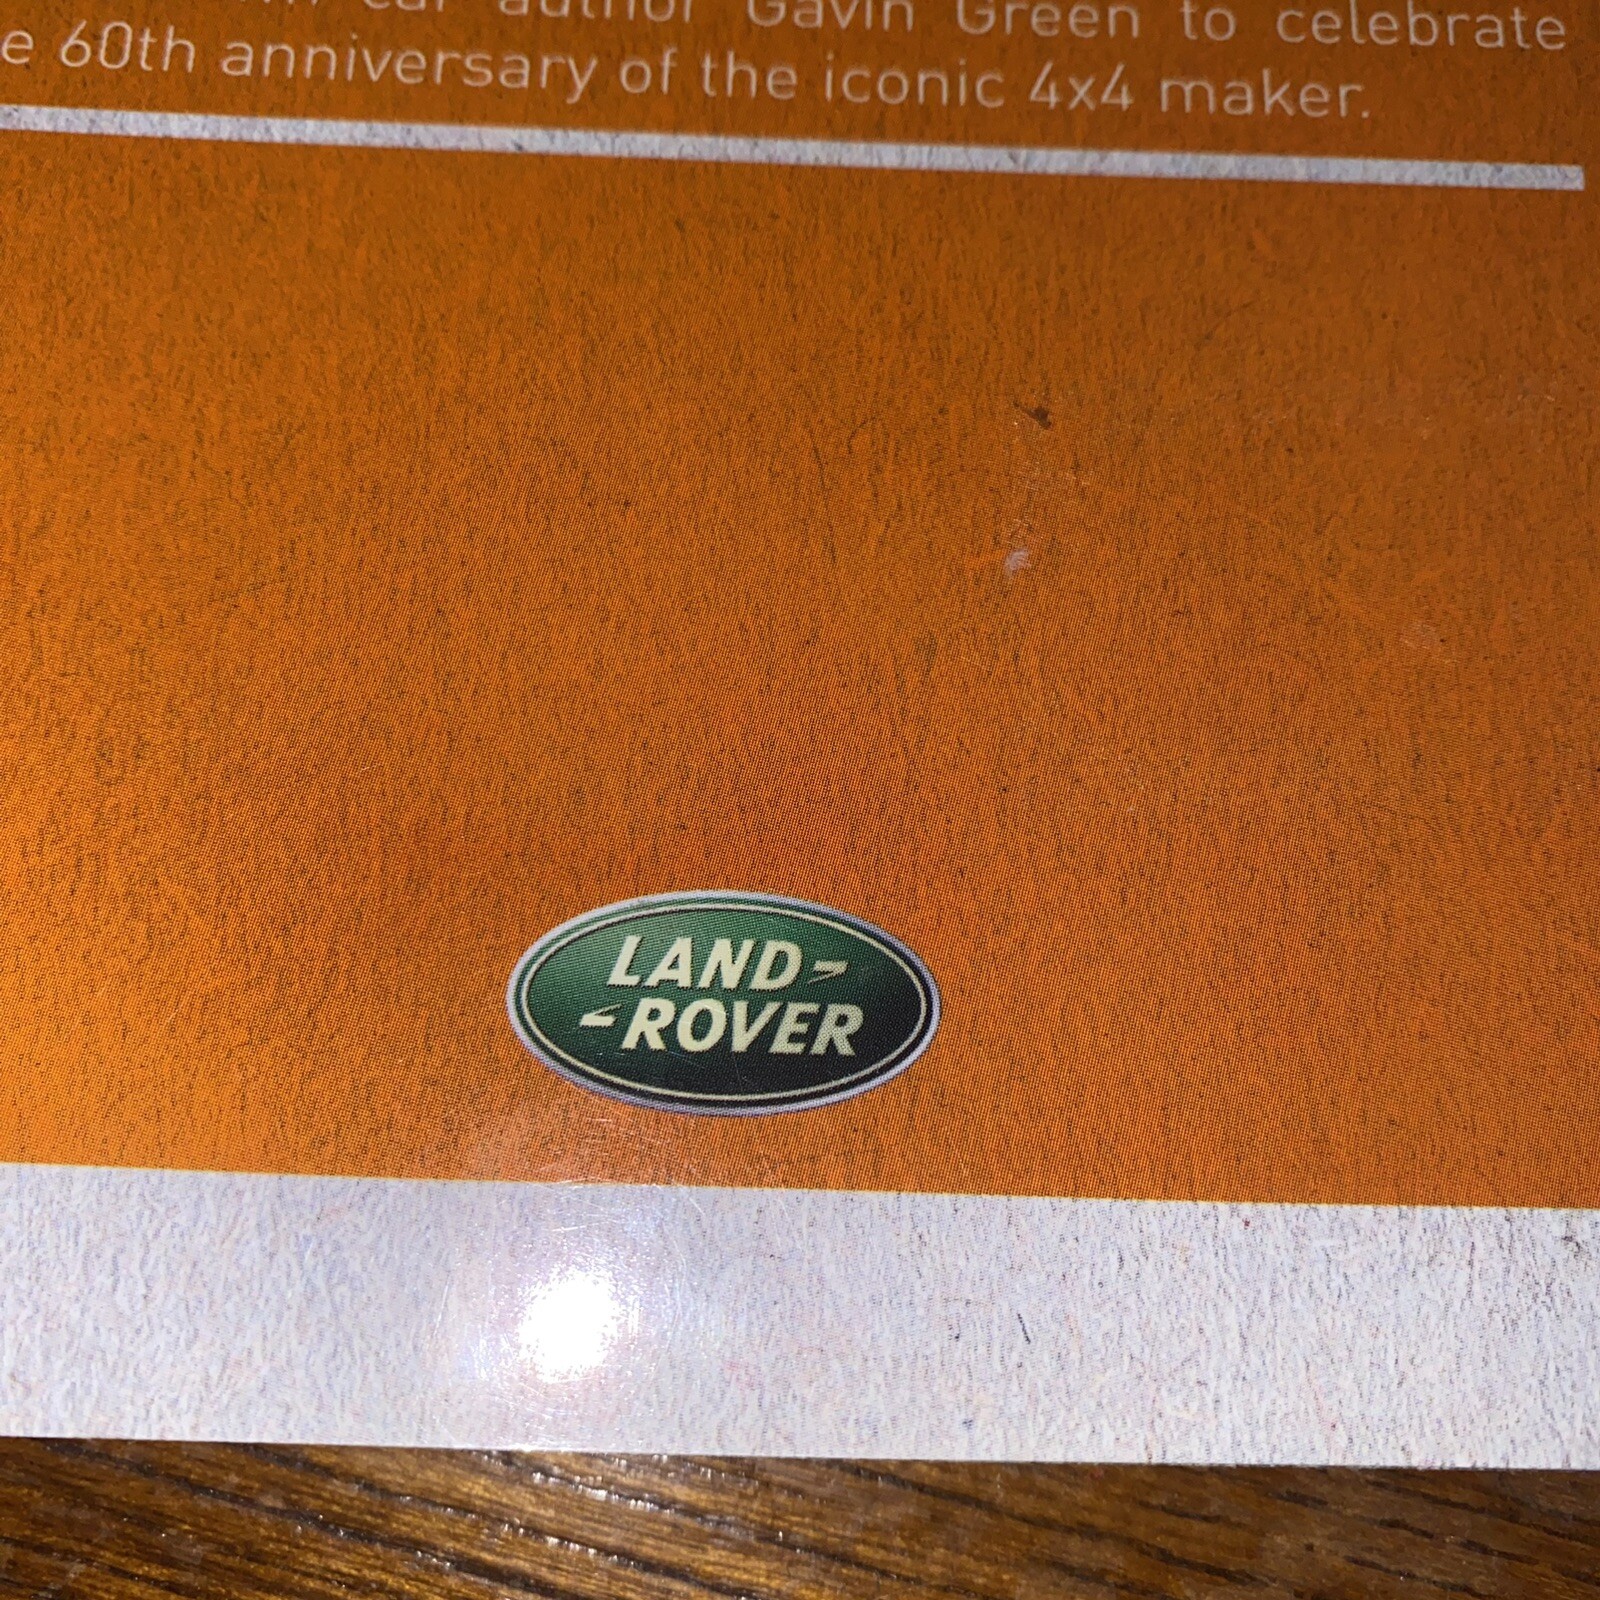 car author Gavin Green to celebrate
e 60th anniversary of the iconic 4x4 maker.
LAND
ROVER